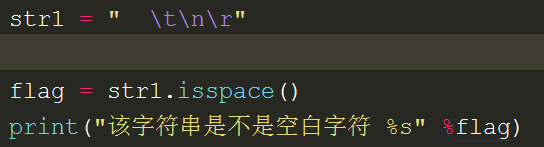 str1 = "  \t\n\r"
flag = str1.isspace()
print("该字符串是不是空白字符 %s" %flag)